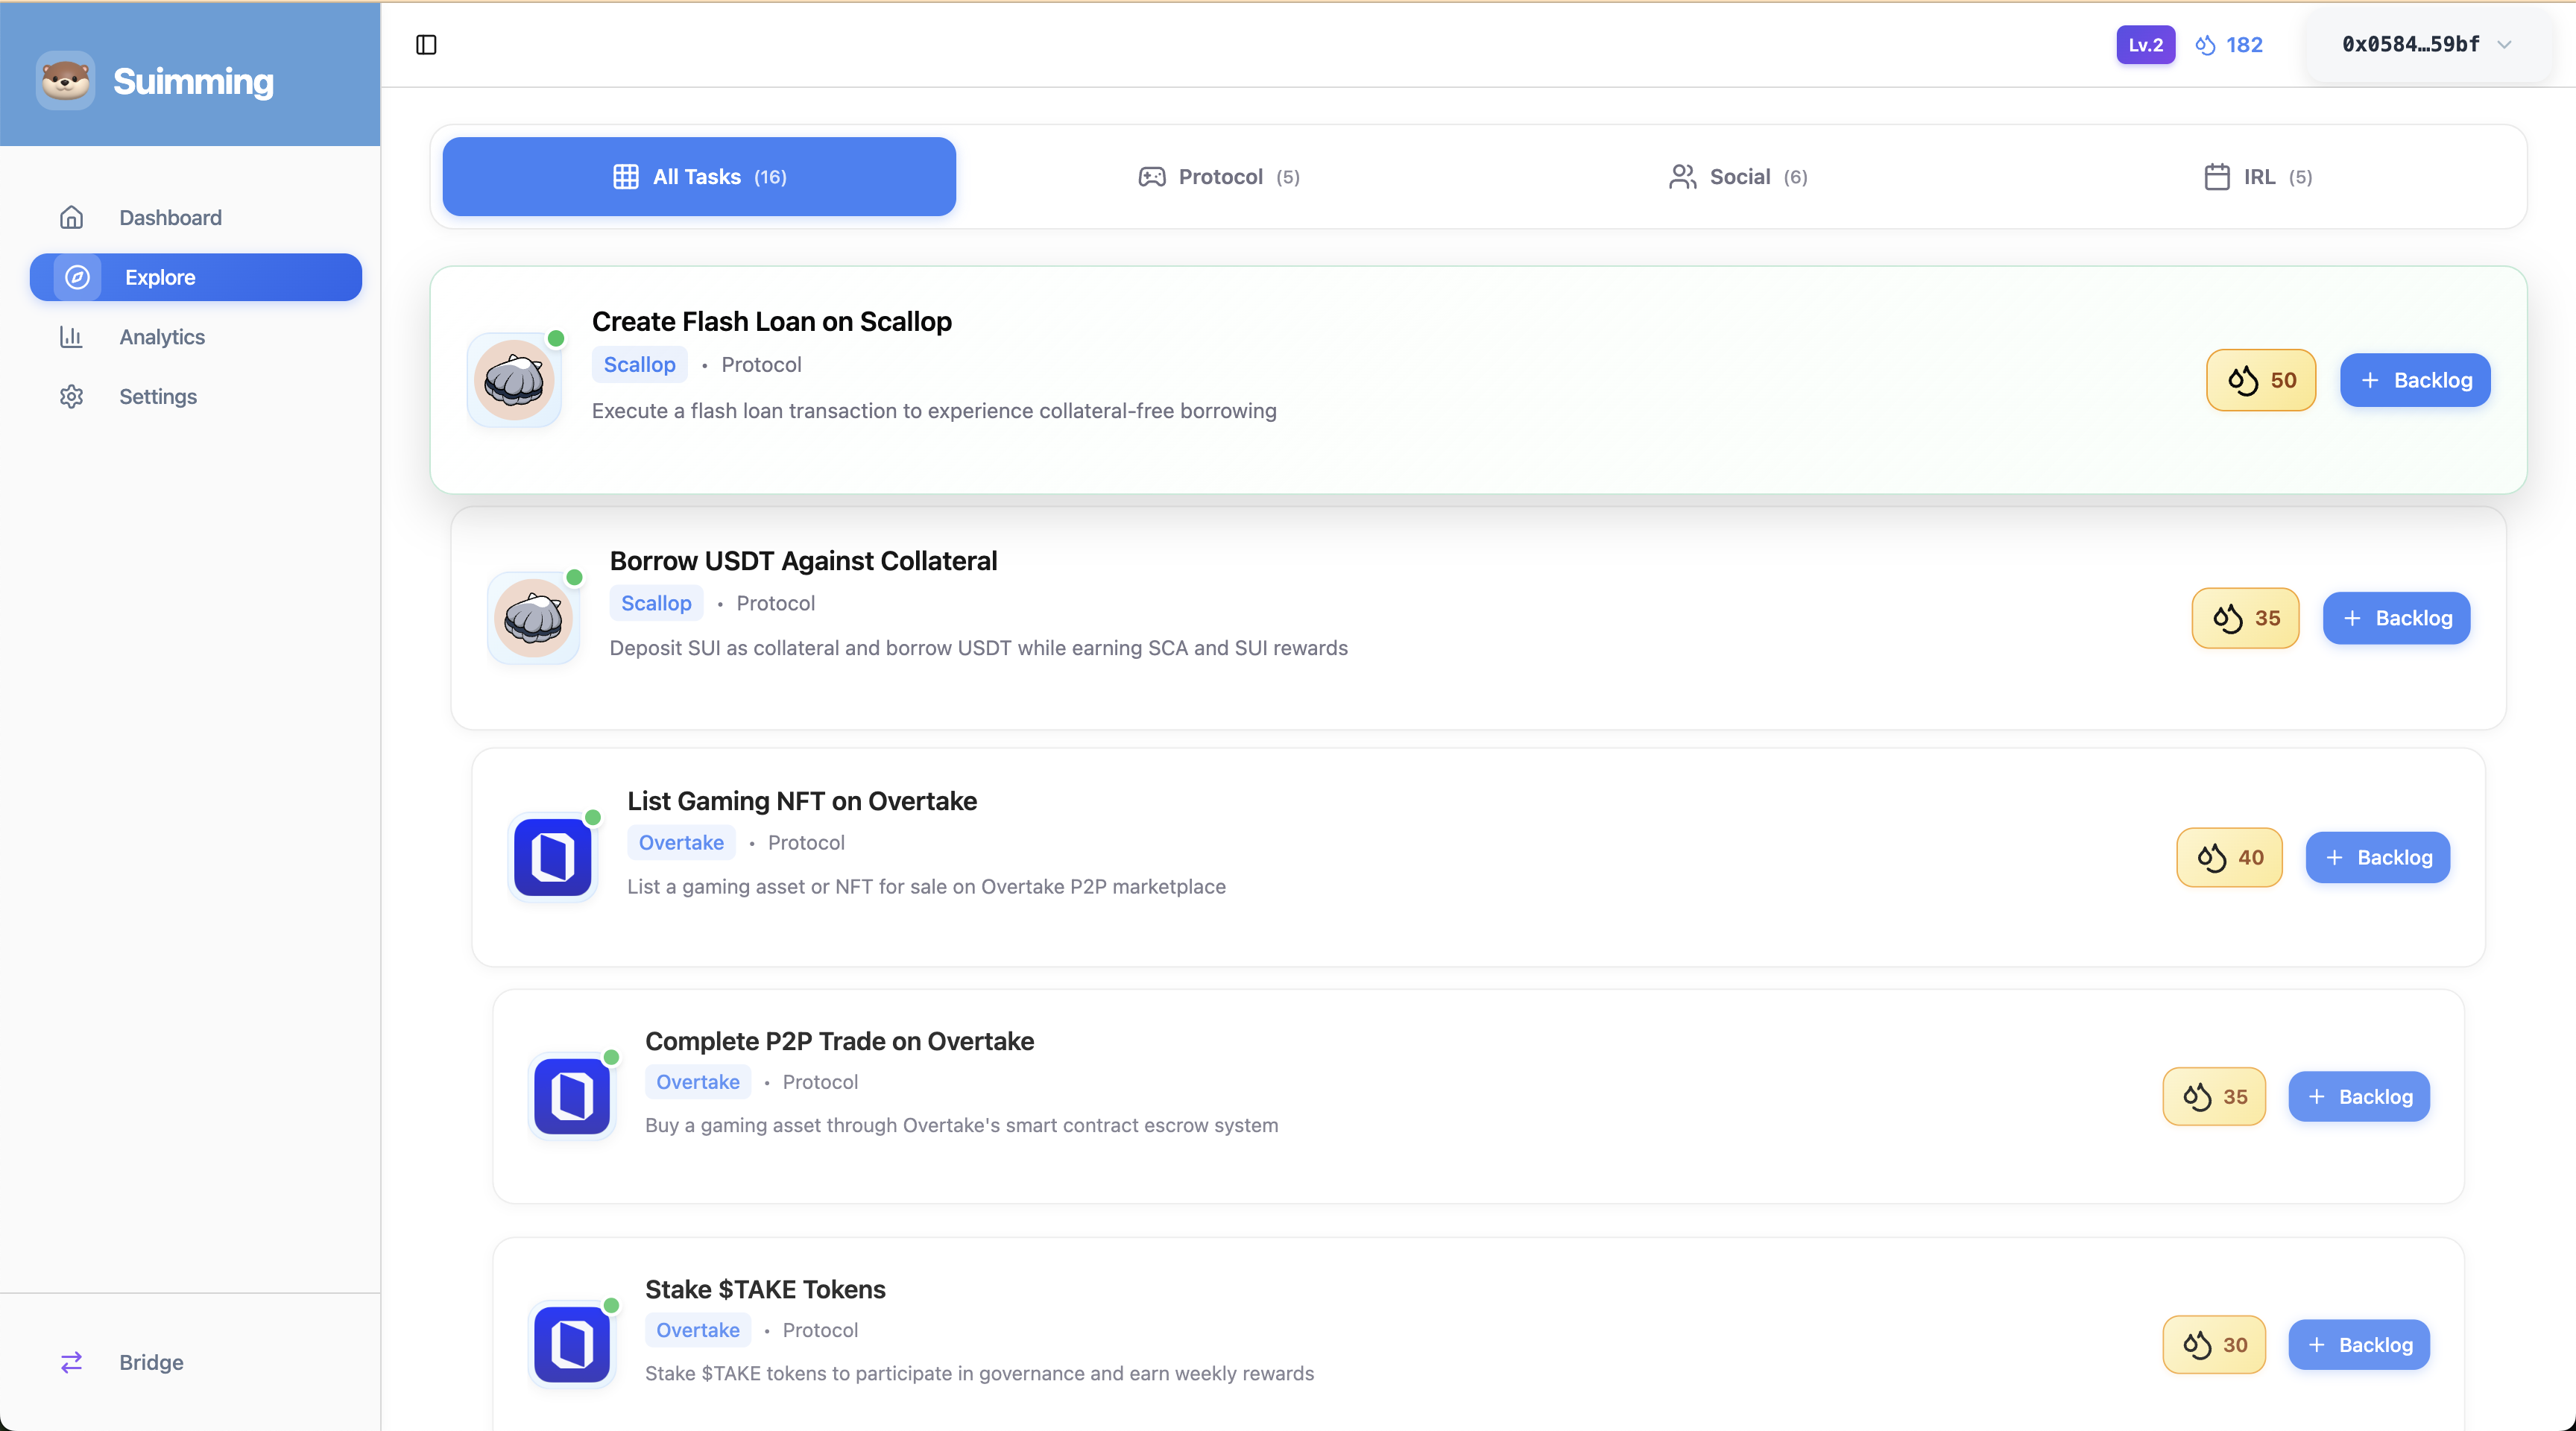 Suimming
Lv.2 182 0x0584...59bf
Dashboard
Explore
Analytics
Settings
Bridge
All Tasks (16) Protocol (5) Social (6) IRL (5)
Create Flash Loan on Scallop
Scallop • Protocol
Execute a flash loan transaction to experience collateral-free borrowing
50 + Backlog
Borrow USDT Against Collateral
Scallop • Protocol
Deposit SUI as collateral and borrow USDT while earning SCA and SUI rewards
35 + Backlog
List Gaming NFT on Overtake
Overtake • Protocol
List a gaming asset or NFT for sale on Overtake P2P marketplace
40 + Backlog
Complete P2P Trade on Overtake
Overtake • Protocol
Buy a gaming asset through Overtake's smart contract escrow system
35 + Backlog
Stake $TAKE Tokens
Overtake • Protocol
Stake $TAKE tokens to participate in governance and earn weekly rewards
30 + Backlog